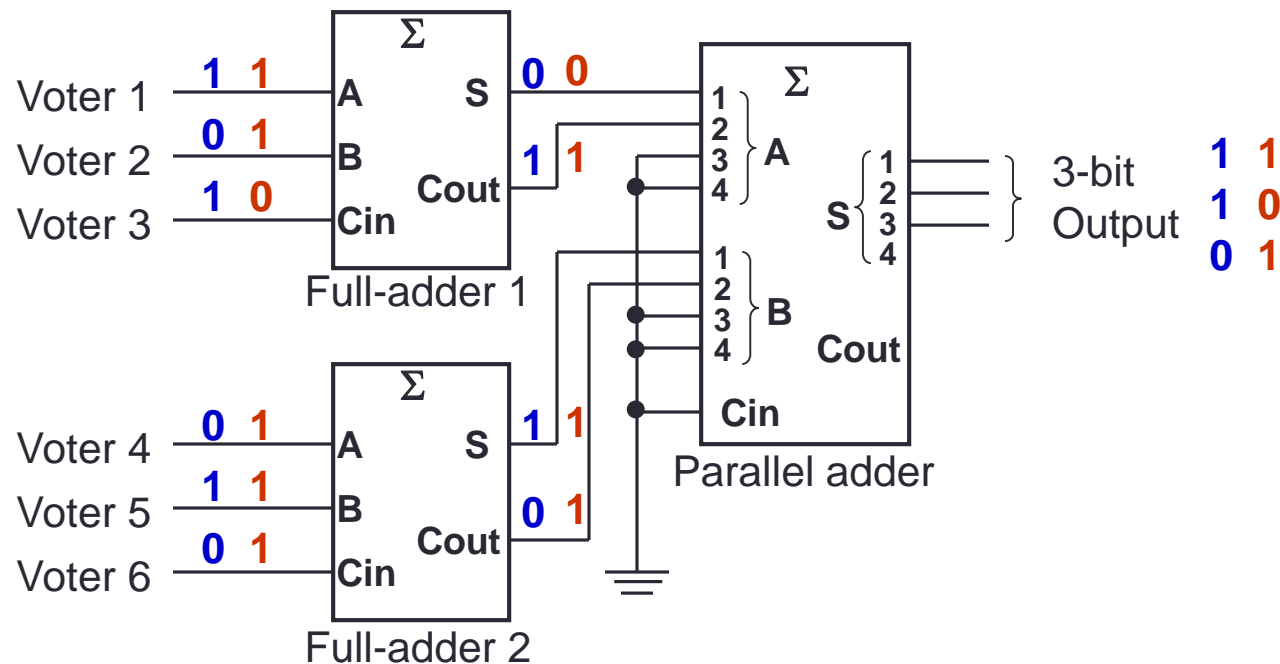 Σ
Voter 1 1 1 A S 0 0
Voter 2 0 1 B
Voter 3 1 0 Cin Cout 1 1
Full-adder 1
Σ
Voter 4 0 1 A S 1 1
Voter 5 1 1 B
Voter 6 0 1 Cin Cout 0 1
Full-adder 2
Σ
1
2
3
4
A
1
2
3
4
B
Cin
S
1
2
3
4
Cout
Parallel adder
3-bit
Output
1 1
1 0
0 1